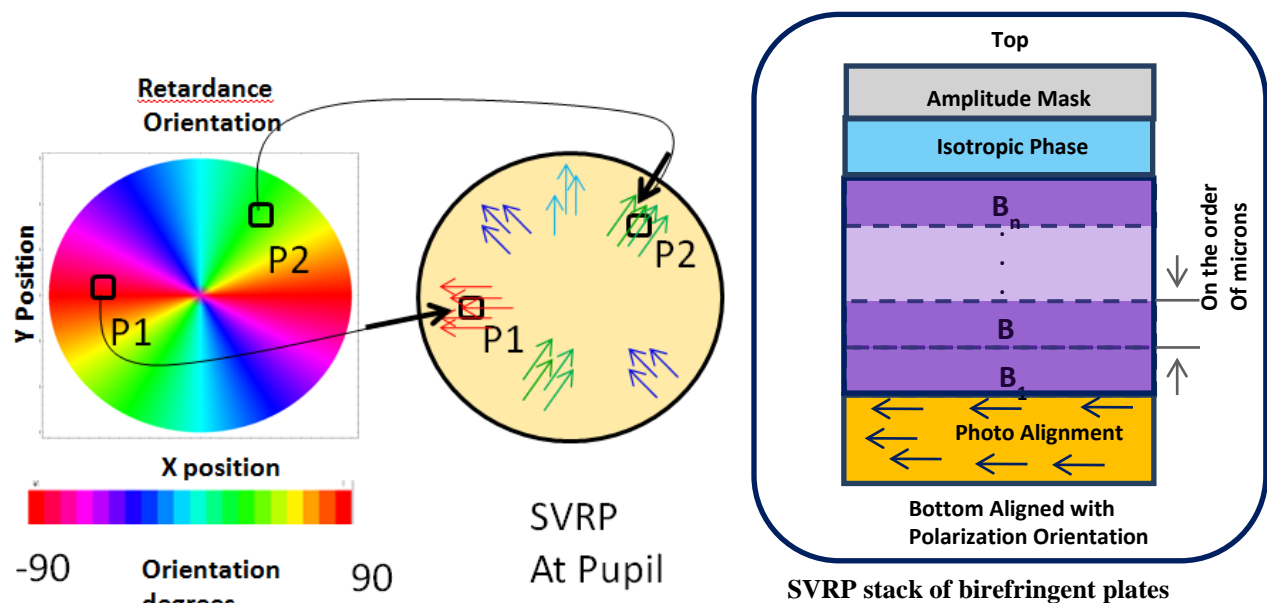 Retardance
Orientation
Y Position
P1
P2
X position
-90
Orientation
degrees
90
P1
P2
SVRP
At Pupil
Top
Amplitude Mask
Isotropic Phase
Bn
.
.
.
B
B1
Photo Alignment
On the order
Of microns
Bottom Aligned with
Polarization Orientation
SVRP stack of birefringent plates